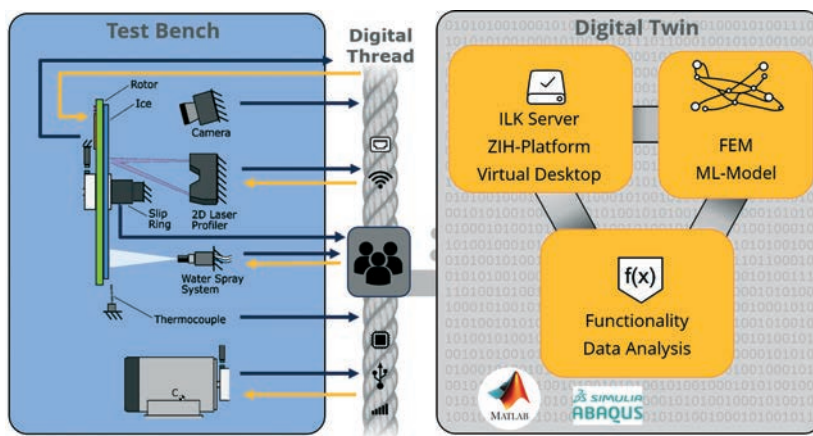 Test Bench
Rotor
Ice
Camera
Slip
Ring
2D Laser
Profiler
Water Spray
System
Thermocouple
C
Digital
Thread
Digital Twin
ILK Server
ZIH-Platform
Virtual Desktop
FEM
ML-Model
f(x)
Functionality
Data Analysis
MATLAB
SIMULIA
ABAQUS